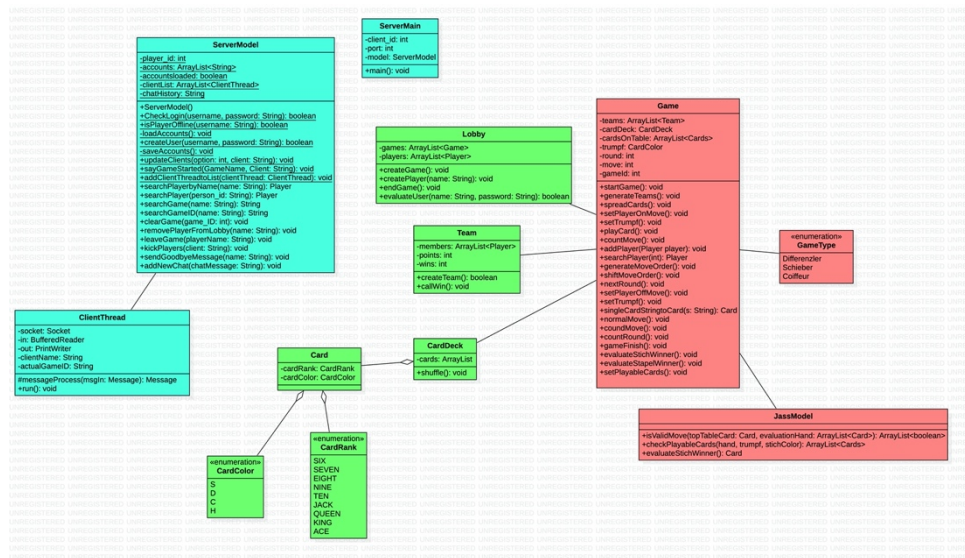 ServerMain
-client_id: int
-port: int
-model: ServerModel
+main(): void
ServerModel
-player_id: int
-accounts: ArrayList<String>
-accountsloaded: boolean
-clientList: ArrayList<ClientThread>
-chatHistory: String
+ServerModel()
+CheckLogin(username, password: String): boolean
+isPlayerOffline(username: String): boolean
-loadAccounts(): void
+createUser(username, password: String): boolean
-saveAccounts(): void
+updateClients(option: int, client: String): void
+sayGameStarted(GameName, Client: String): void
+addClientThreadtoList(clientThread: ClientThread): void
+searchPlayerbyName(name: String): Player
+searchPlayer(person_id: String): Player
+searchGame(name: String): String
+searchGameID(name: String): String
+clearGame(game_ID: int): void
+removePlayerFromLobby(name: String): void
+leaveGame(playerName): void
+kickPlayers(client: String): void
+sendGoodbyeMessage(name: String): void
+addNewChat(chatMessage: String): void
Game
-teams: ArrayList<Team>
-cardDeck: CardDeck
-cardsOnTable: ArrayList<Cards>
-trumpf: CardColor
-round: int
-move: int
-gameId: int
+startGame(): void
+generateTeams(): void
+spreadCards(): void
+setPlayerOnMove(): void
+setTrumpf(): void
+playCard(): void
+countMove(): void
+addPlayer(Player player): void
+searchPlayer(int): Player
+generateMoveOrder(): void
+shiftMoveOrder(): void
+nextRound(): void
+setPlayerOffMove(): void
+setTrumpf(): void
+singleCardStringtoCard(s: String): Card
+normalMove(): void
+coundMove(): void
+countRound(): void
+gameFinish(): void
+evaluateStichWinner(): void
+evaluateStapelWinner(): void
+setPlayableCards(): void
Lobby
-games: ArrayList<Game>
-players: ArrayList<Player>
+createGame(): void
+createPlayer(name: String): void
+endGame(): void
+evaluateUser(name: String, password: String): boolean
Team
-members: ArrayList<Player>
-points: int
-wins: int
+createTeam(): boolean
+callWin(): void
«enumeration»
GameType
Differenzler
Schieber
Coiffeur
ClientThread
-socket: Socket
-in: BufferedReader
-out: PrintWriter
-clientName: String
-actualGameID: String
#messageProcess(msgIn: Message): Message
+run(): void
Card
-cardRank: CardRank
-cardColor: CardColor
CardDeck
-cards: ArrayList
+shuffle(): void
JassModel
+isValidMove(topTableCard: Card, evaluationHand: ArrayList<Card>): ArrayList<boolean>
+checkPlayableCards(hand, trumpf, stichColor): ArrayList<Cards>
+evaluateStichWinner(): Card
«enumeration»
CardColor
S
D
C
H
«enumeration»
CardRank
SIX
SEVEN
EIGHT
NINE
TEN
JACK
QUEEN
KING
ACE